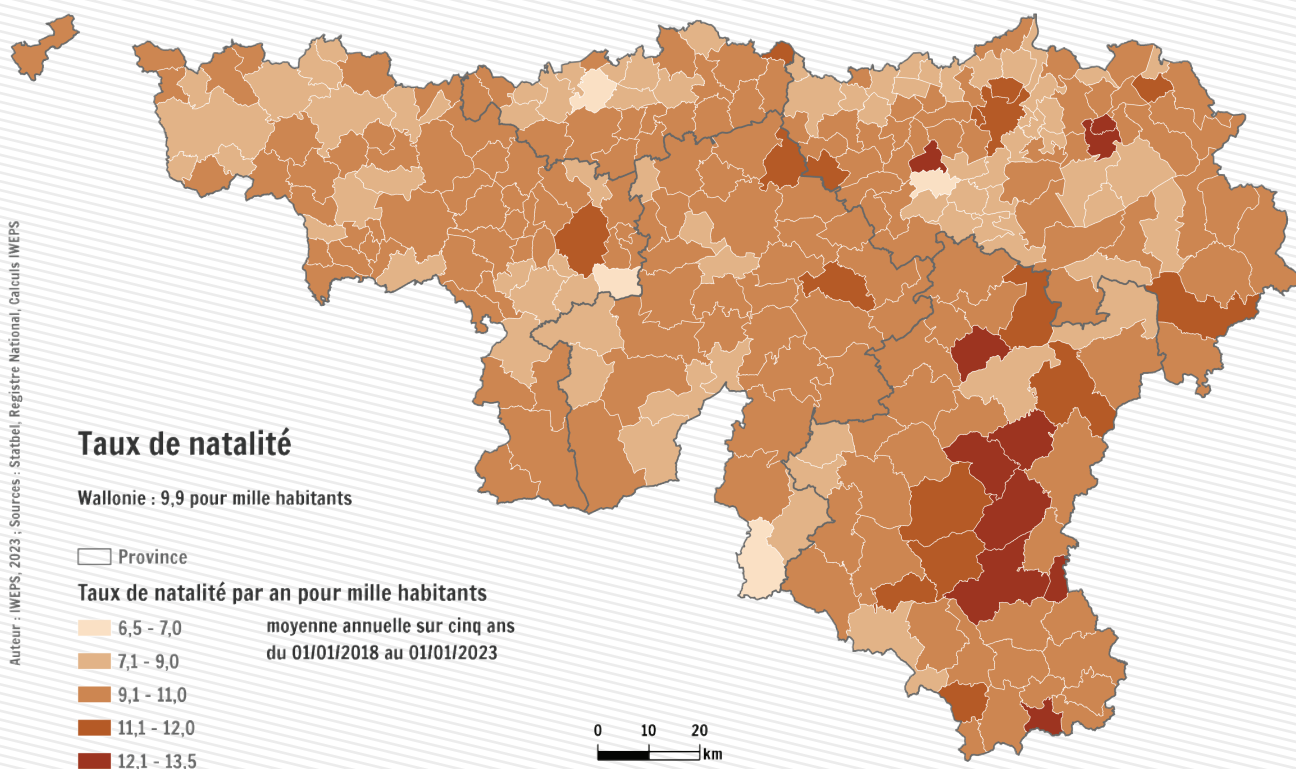 Auteur : IWEPS, 2023 ; Sources : Statbel, Registre National, Calculs IWEPS
Taux de natalité
Wallonie : 9,9 pour mille habitants
Province
Taux de natalité par an pour mille habitants
moyenne annuelle sur cinq ans
du 01/01/2018 au 01/01/2023
6,5 - 7,0
7,1 - 9,0
9,1 - 11,0
11,1 - 12,0
12,1 - 13,5
0 10 20
km